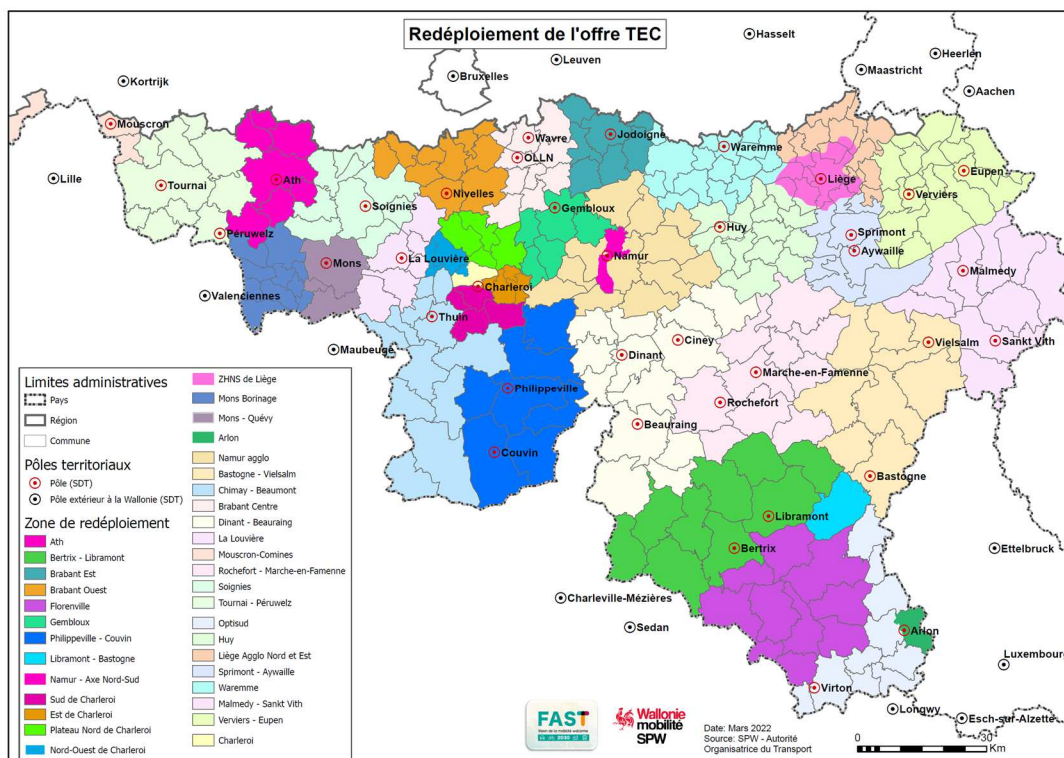 Redéploiement de l'offre TEC
Hasselt
Leuven
Heerlen
Maastricht
Aachen
Bruxelles
Kortrijk
Mouscron
Lille
Tournai
Ath
Péruwelz
Soignies
Nivelles
Wavre
OLLN
Jodoigne
Gembloux
Waremme
Liège
Eupen
Verviers
Huy
Sprimont
Aywaille
Malmedy
Mons
La Louvière
Charleroi
Namur
Valenciennes
Thuin
Maubeuge
Ciney
Dinant
Vielsalm
Sankt Vith
Marche-en-Famenne
Philippeville
Rochefort
Beauraing
Couvin
Bastogne
Libramont
Bertrix
Ettelbruck
Charleville-Mézières
Sedan
Arlon
Luxembourg
Virton
Longwy
Esch-sur-Alzette
Limites administratives
Pays
Région
Commune
Pôles territoriaux
Pôle (SDT)
Pôle extérieur à la Wallonie (SDT)
Zone de redéploiement
Ath
Bertrix - Libramont
Brabant Est
Brabant Ouest
Florenville
Gembloux
Philippeville - Couvin
Libramont - Bastogne
Namur - Axe Nord-Sud
Sud de Charleroi
Est de Charleroi
Plateau Nord de Charleroi
Nord-Ouest de Charleroi
ZHNS de Liège
Mons Borinage
Mons - Quévy
Arlon
Namur agglo
Bastogne - Vielsalm
Chimay - Beaumont
Brabant Centre
Dinant - Beauraing
La Louvière
Mouscron-Comines
Rochefort - Marche-en-Famenne
Soignies
Tournai - Péruwelz
Optisud
Huy
Liège Agglo Nord et Est
Sprimont - Aywaille
Waremme
Malmedy - Sankt Vith
Verviers - Eupen
Charleroi
FAST
2030
Wallonie
mobilité
SPW
Date: Mars 2022
Source: SPW - Autorité
Organisatrice du Transport
0 30
Km